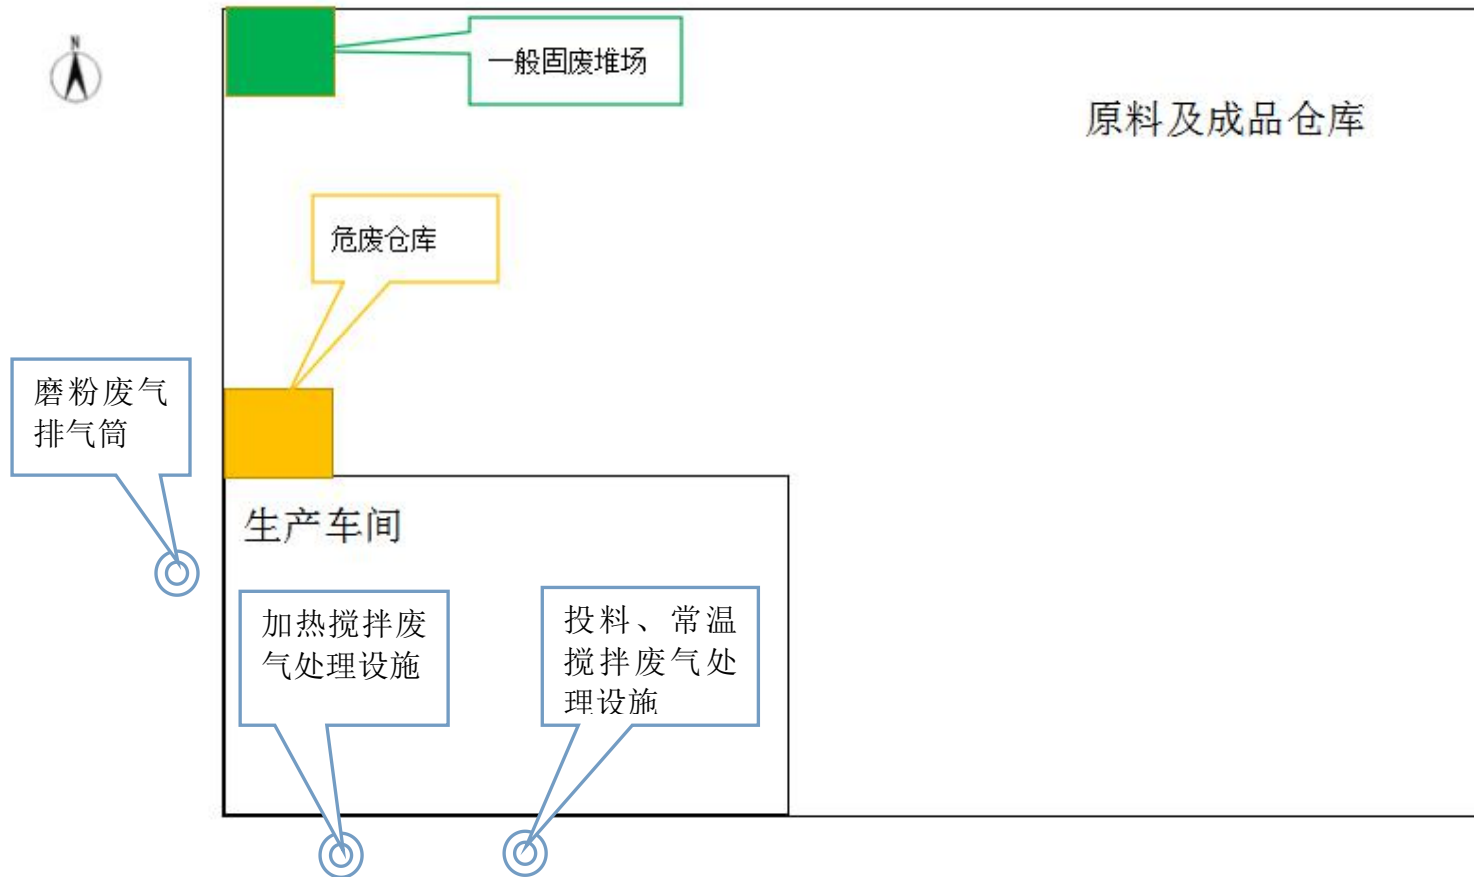 N
一般固废堆场
原料及成品仓库
危废仓库
磨粉废气
排气筒
生产车间
加热搅拌废
气处理设施
投料、常温
搅拌废气处
理设施